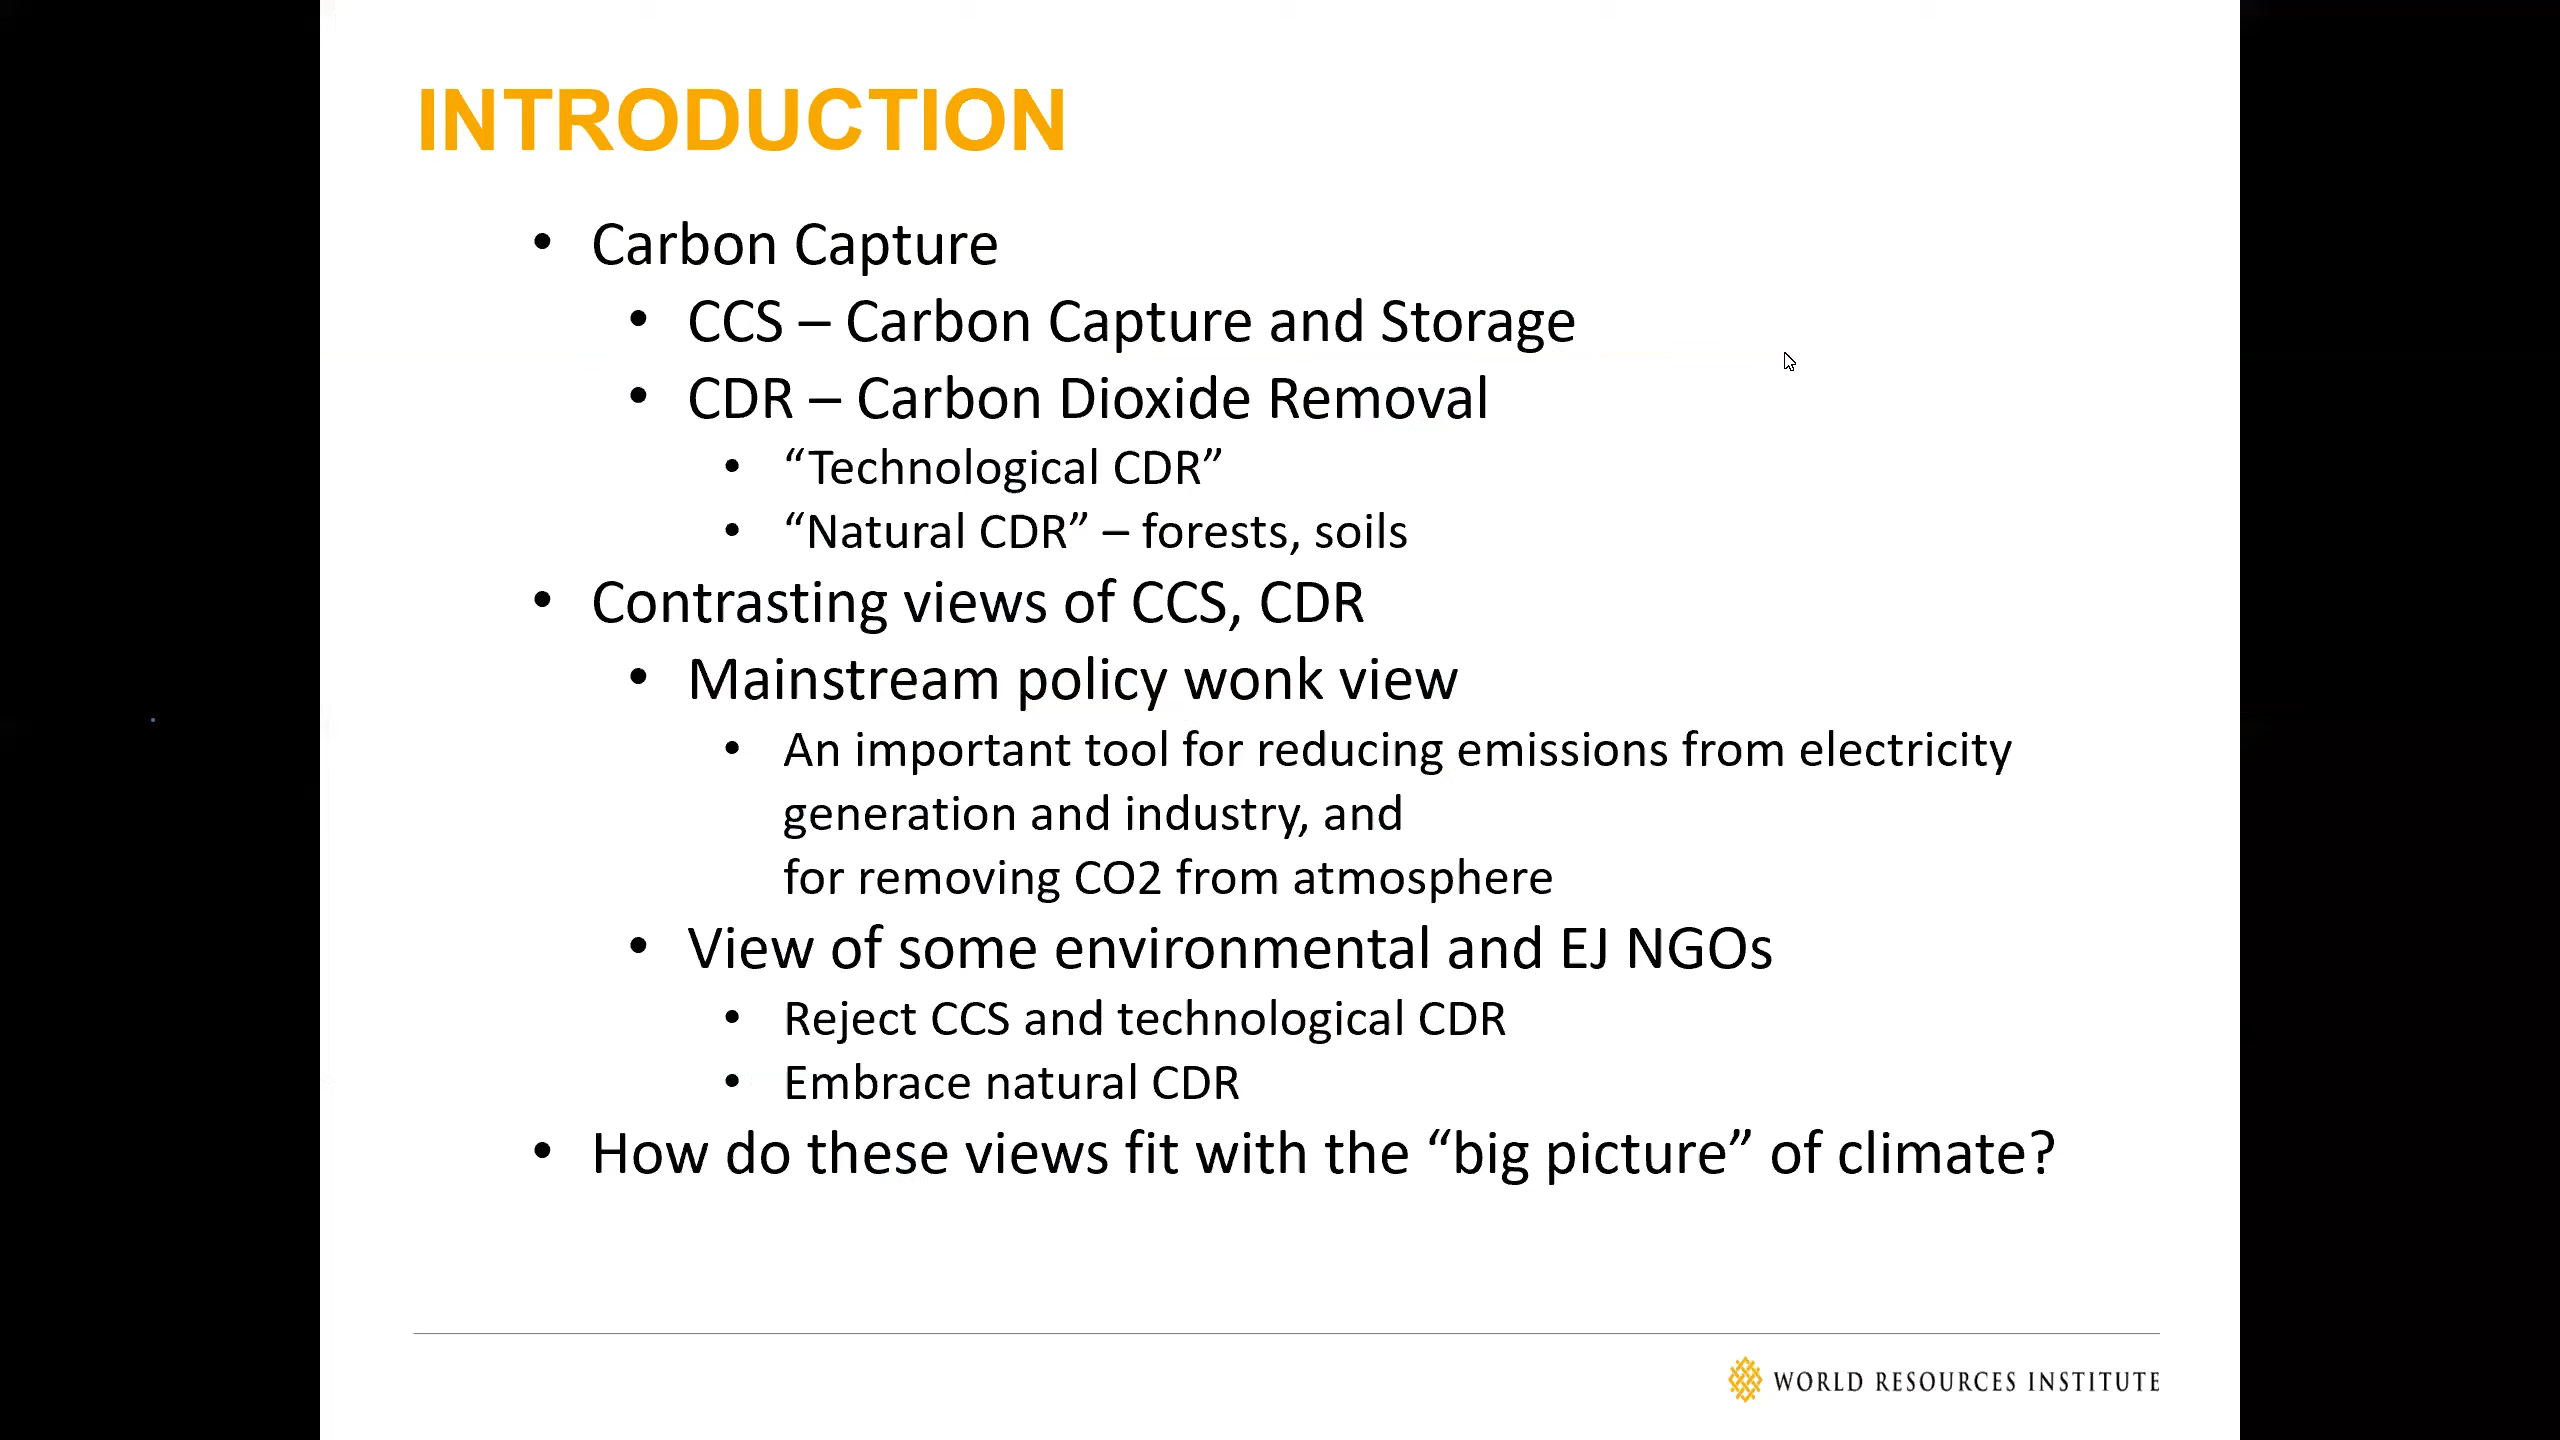 INTRODUCTION
• Carbon Capture
• CCS – Carbon Capture and Storage
• CDR – Carbon Dioxide Removal
• “Technological CDR”
• “Natural CDR” – forests, soils
• Contrasting views of CCS, CDR
• Mainstream policy wonk view
• An important tool for reducing emissions from electricity
generation and industry, and
for removing CO2 from atmosphere
• View of some environmental and EJ NGOs
• Reject CCS and technological CDR
• Embrace natural CDR
• How do these views fit with the “big picture” of climate?
WORLD RESOURCES INSTITUTE